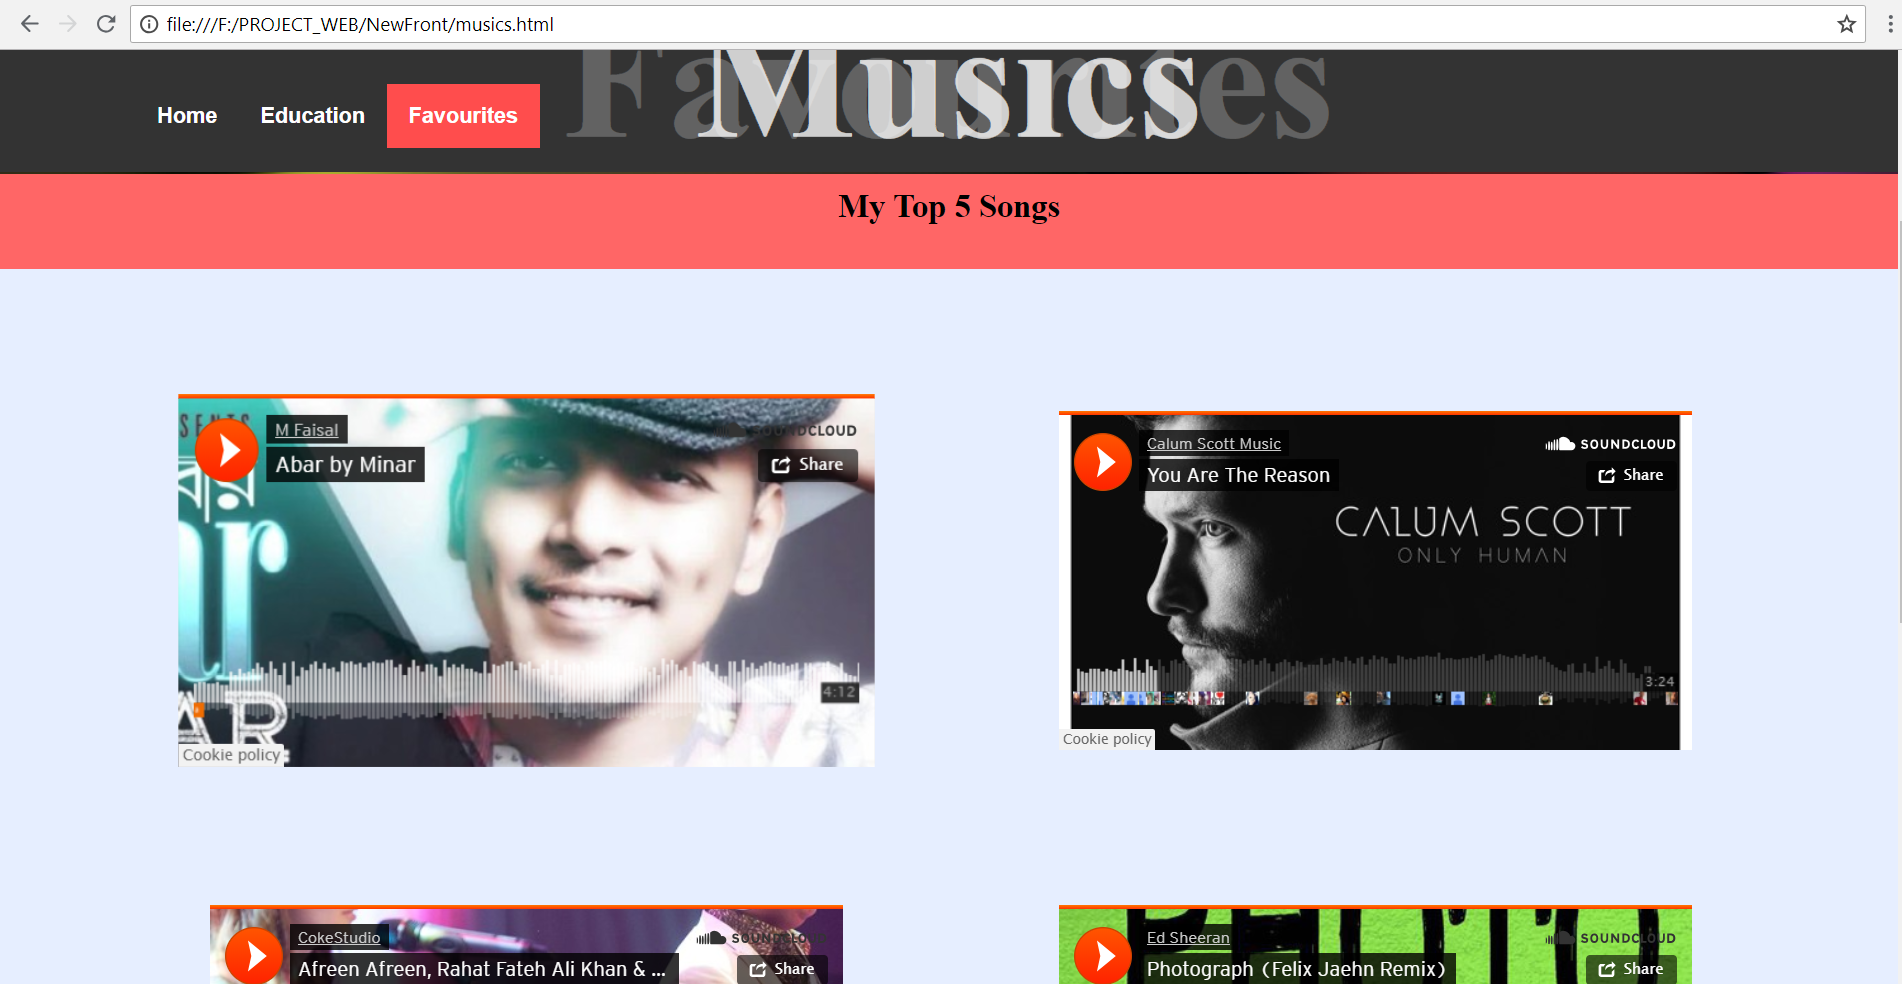 file:///F:/PROJECT_WEB/NewFront/musics.html
Favourites
Musics
Home Education Favourites
My Top 5 Songs
M Faisal
SOUNDCLOUD
Abar by Minar
Share
4:12
Cookie policy
Calum Scott Music
SOUNDCLOUD
You Are The Reason
Share
CALUM SCOTT
ONLY HUMAN
3:24
Cookie policy
CokeStudio
SOUNDCLOUD
Afreen Afreen, Rahat Fateh Ali Khan & ...
Share
Ed Sheeran
SOUNDCLOUD
Photograph (Felix Jaehn Remix)
Share